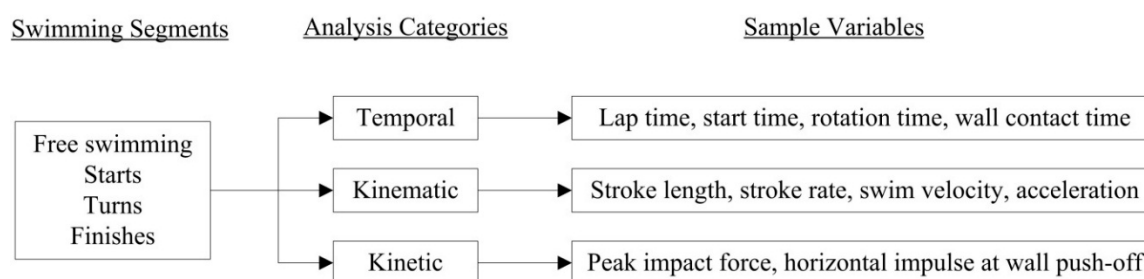 Swimming Segments
Analysis Categories
Sample Variables
Free swimming
Starts
Turns
Finishes
Temporal
Lap time, start time, rotation time, wall contact time
Kinematic
Stroke length, stroke rate, swim velocity, acceleration
Kinetic
Peak impact force, horizontal impulse at wall push-off